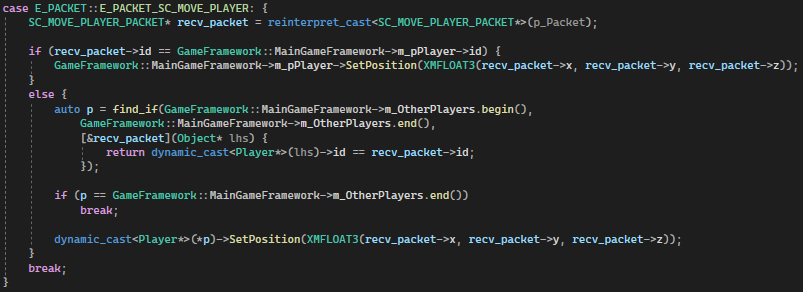 case E_PACKET::E_PACKET_SC_MOVE_PLAYER: {
    SC_MOVE_PLAYER_PACKET* recv_packet = reinterpret_cast<SC_MOVE_PLAYER_PACKET*>(p_Packet);

    if (recv_packet->id == GameFramework::MainGameFramework->m_pPlayer->id) {
        GameFramework::MainGameFramework->m_pPlayer->SetPosition(XMFLOAT3(recv_packet->x, recv_packet->y, recv_packet->z));
    }
    else {
        auto p = find_if(GameFramework::MainGameFramework->m_OtherPlayers.begin(),
            GameFramework::MainGameFramework->m_OtherPlayers.end(),
            [&recv_packet](Object* lhs) {
                return dynamic_cast<Player*>(lhs)->id == recv_packet->id;
            });

        if (p == GameFramework::MainGameFramework->m_OtherPlayers.end())
            break;

        dynamic_cast<Player*>(*p)->SetPosition(XMFLOAT3(recv_packet->x, recv_packet->y, recv_packet->z));
    }
    break;
}